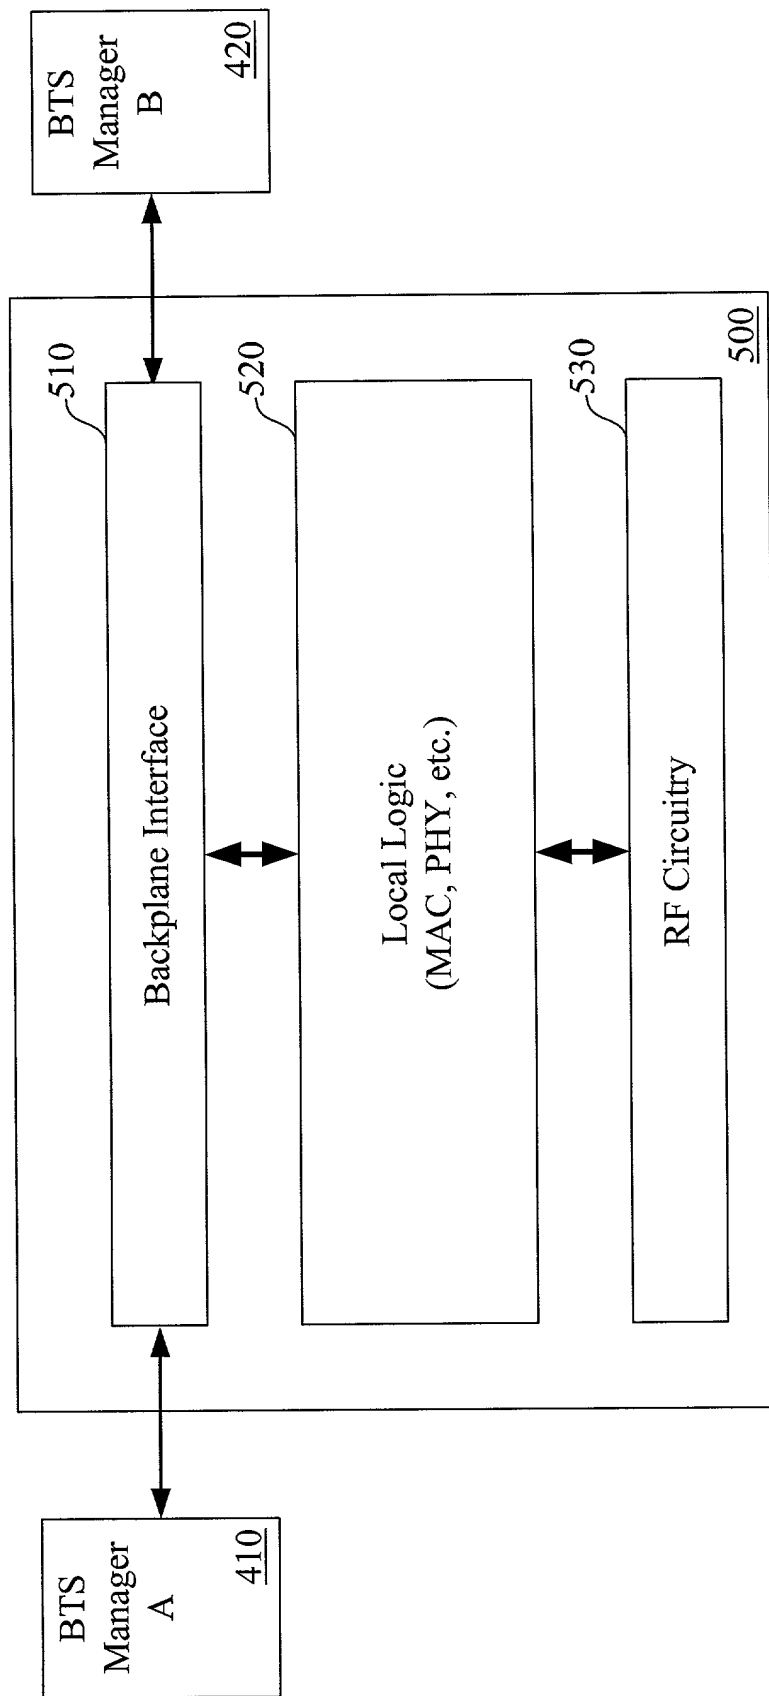 BTS
Manager
A
410
BTS
Manager
B
420
510
Backplane Interface
520
Local Logic
(MAC, PHY, etc.)
530
RF Circuitry
500